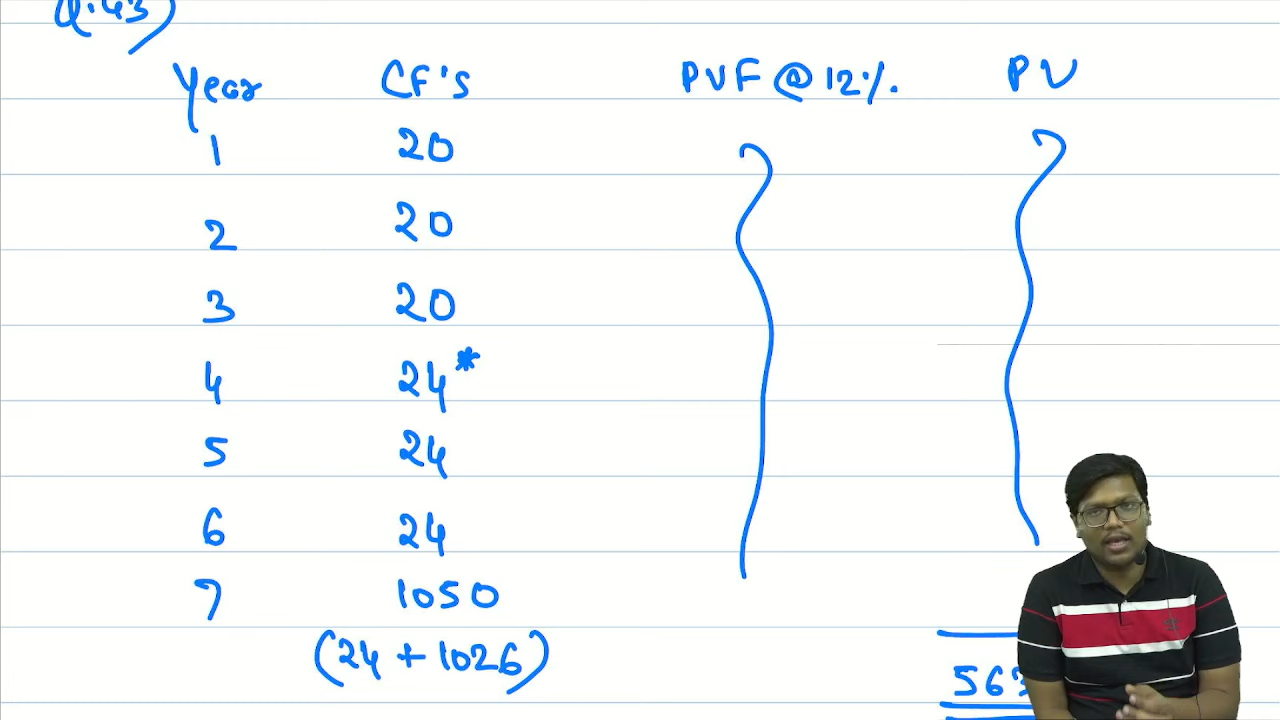 Q.43)
Year CF's PVF @ 12% PV
1 20
2 20
3 20
4 24*
5 24
6 24
7 1050
(24 + 1026)